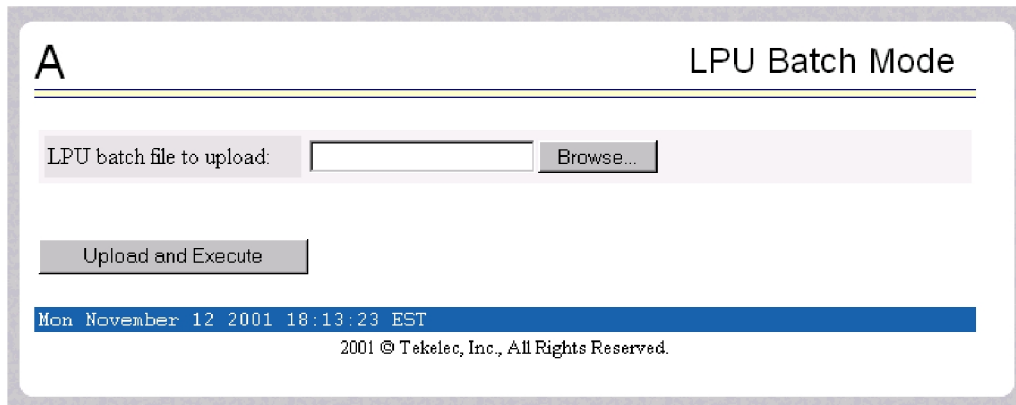 A LPU Batch Mode
LPU batch file to upload: Browse...
Upload and Execute
Mon November 12 2001 18:13:23 EST
2001 © Tekelec, Inc., All Rights Reserved.